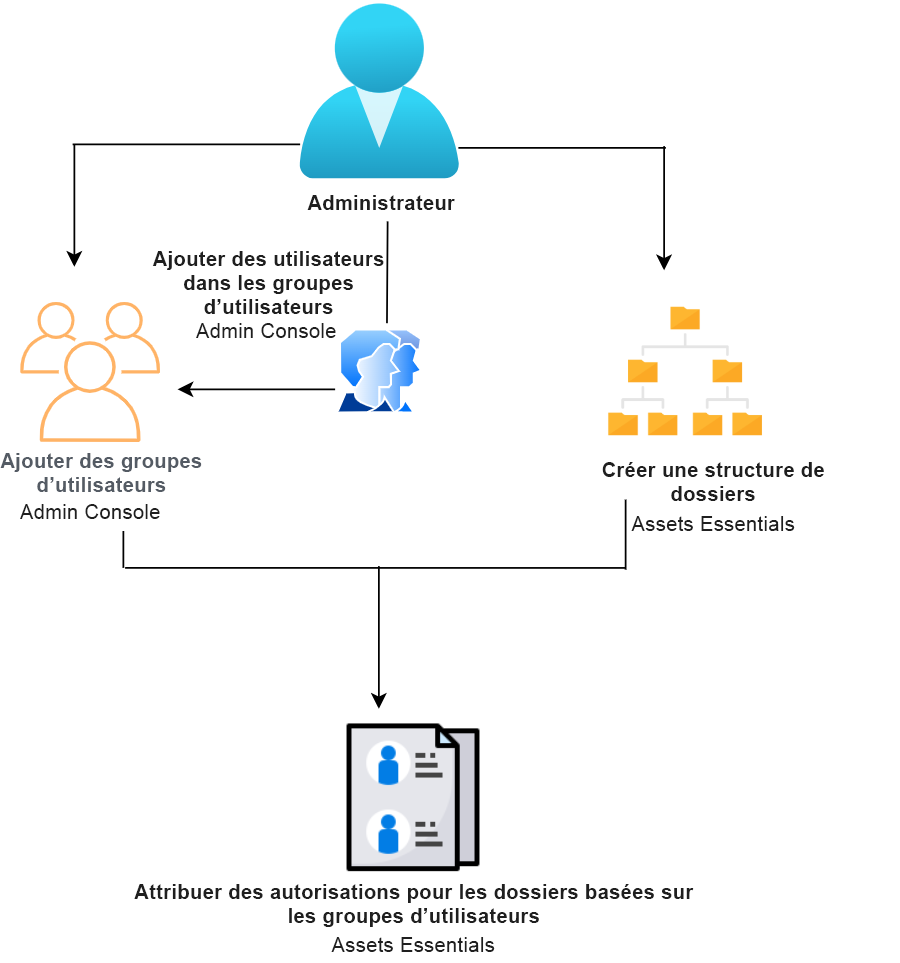 Administrateur
Ajouter des utilisateurs
dans les groupes
d’utilisateurs
Admin Console
Ajouter des groupes
d’utilisateurs
Admin Console
Créer une structure de
dossiers
Assets Essentials
Attribuer des autorisations pour les dossiers basées sur
les groupes d’utilisateurs
Assets Essentials